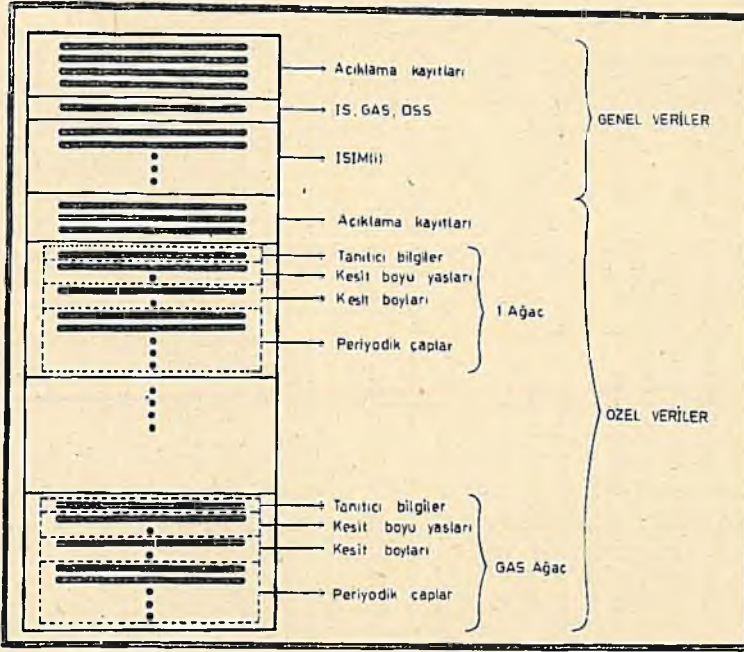 Açıklama kayıtları
IS, GAS, OSS
GENEL VERİLER
ISIM(i)
Açıklama kayıtları
Tanıtıcı bilgiler
Kesit boyu yaşları
Kesit boyları
1 Ağaç
Periyodik çaplar
ÖZEL VERİLER
Tanıtıcı bilgiler
Kesit boyu yaşları
Kesit boyları
GAS Ağaç
Periyodik çaplar